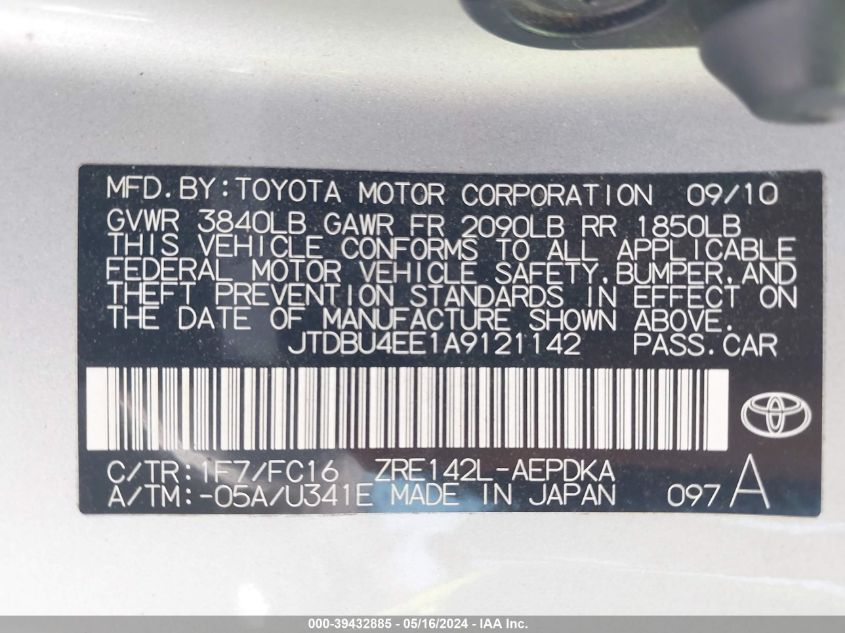 MFD.BY:TOYOTA MOTOR CORPORATION 09/10
GVWR 3840LB GAWR FR 2090LB RR 1850LB
THIS VEHICLE CONFORMS TO ALL APPLICABLE
FEDERAL MOTOR VEHICLE SAFETY,BUMPER,AND
THEFT PREVENTION STANDARDS IN EFFECT ON
THE DATE OF MANUFACTURE SHOWN ABOVE.
JTDBU4EE1A9121142 PASS.CAR
C/TR:1F7/FC16 ZRE142L-AEPDKA
A/TM:-05A/U341E MADE IN JAPAN 097 A
000-39432885 - 05/16/2024 - IAA Inc.